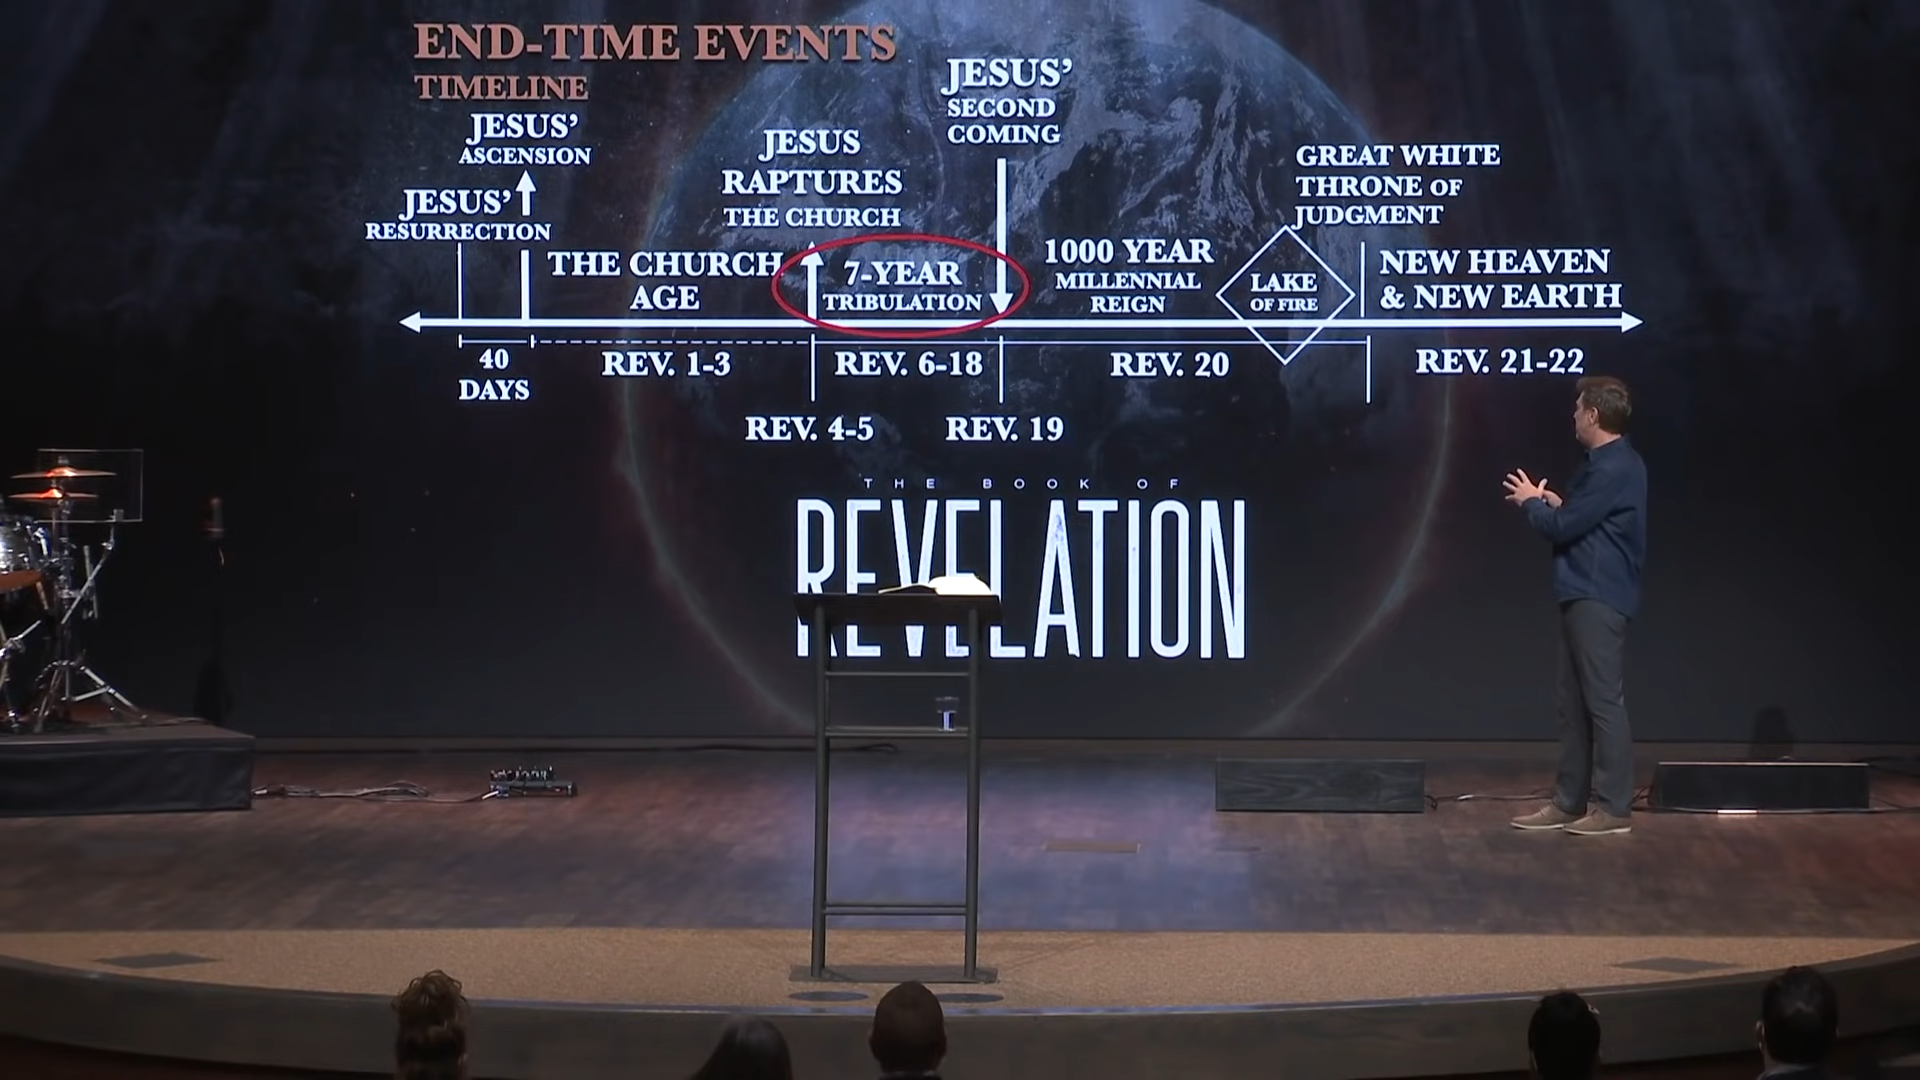 END-TIME EVENTS
TIMELINE
JESUS'
ASCENSION
JESUS'
RESURRECTION
THE CHURCH
AGE
JESUS
RAPTURES
THE CHURCH
7-YEAR
TRIBULATION
JESUS'
SECOND
COMING
1000 YEAR
MILLENNIAL
REIGN
LAKE
OF FIRE
GREAT WHITE
THRONE OF
JUDGMENT
NEW HEAVEN
& NEW EARTH
40
DAYS
REV. 1-3
REV. 6-18
REV. 20
REV. 21-22
REV. 4-5
REV. 19
THE BOOK OF
REVELATION